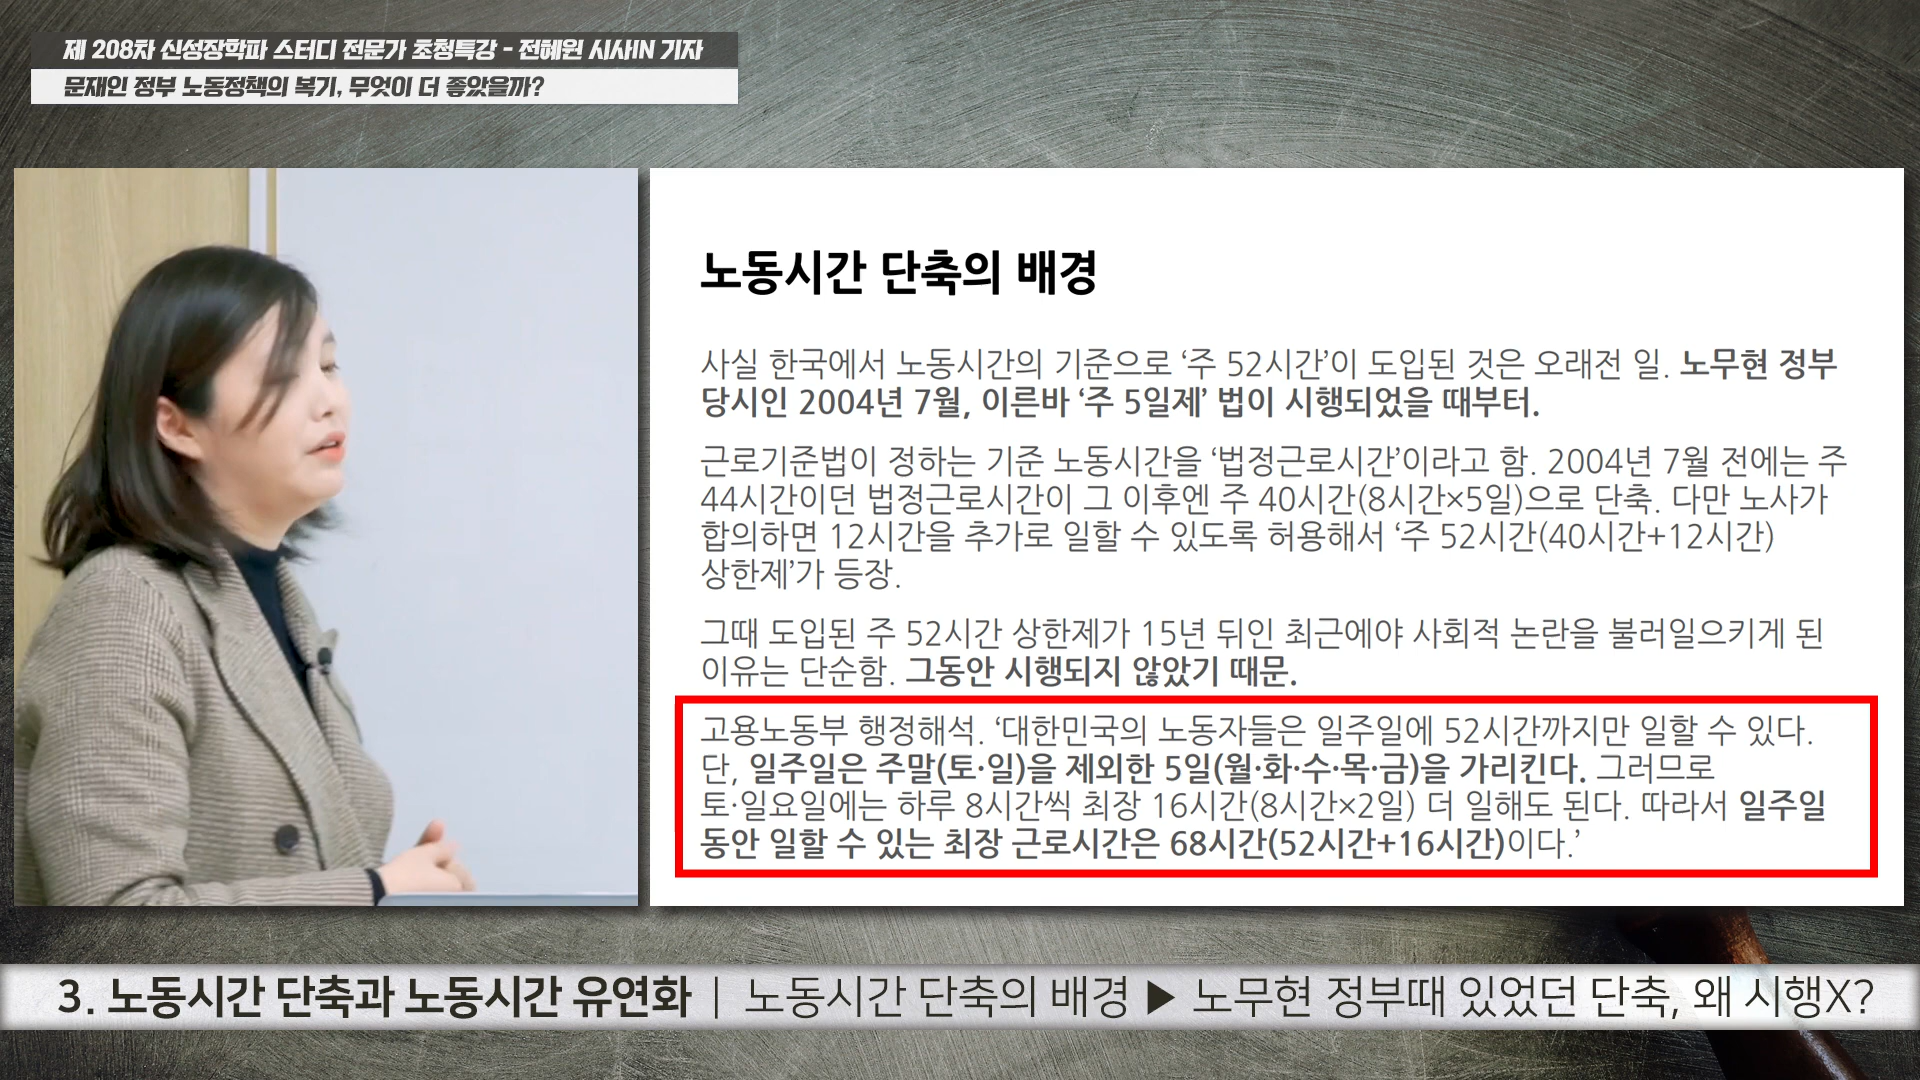 제 208차 신성장학파 스터디 전문가 초청특강 - 전혜원 시사IN 기자
문재인 정부 노동정책의 복기, 무엇이 더 좋았을까?
노동시간 단축의 배경
사실 한국에서 노동시간의 기준으로 ‘주 52시간’이 도입된 것은 오래전 일. 노무현 정부
당시인 2004년 7월, 이른바 ‘주 5일제’ 법이 시행되었을 때부터.
근로기준법이 정하는 기준 노동시간을 ‘법정근로시간’이라고 함. 2004년 7월 전에는 주
44시간이던 법정근로시간이 그 이후엔 주 40시간(8시간×5일)으로 단축. 다만 노사가
합의하면 12시간을 추가로 일할 수 있도록 허용해서 ‘주 52시간(40시간+12시간)
상한제’가 등장.
그때 도입된 주 52시간 상한제가 15년 뒤인 최근에야 사회적 논란을 불러일으키게 된
이유는 단순함. 그동안 시행되지 않았기 때문.
고용노동부 행정해석. ‘대한민국의 노동자들은 일주일에 52시간까지만 일할 수 있다.
단, 일주일은 주말(토·일)을 제외한 5일(월·화·수·목·금)을 가리킨다. 그러므로
토·일요일에는 하루 8시간씩 최장 16시간(8시간×2일) 더 일해도 된다. 따라서 일주일
동안 일할 수 있는 최장 근로시간은 68시간(52시간+16시간)이다.’
3. 노동시간 단축과 노동시간 유연화 | 노동시간 단축의 배경 ▶ 노무현 정부때 있었던 단축, 왜 시행X?